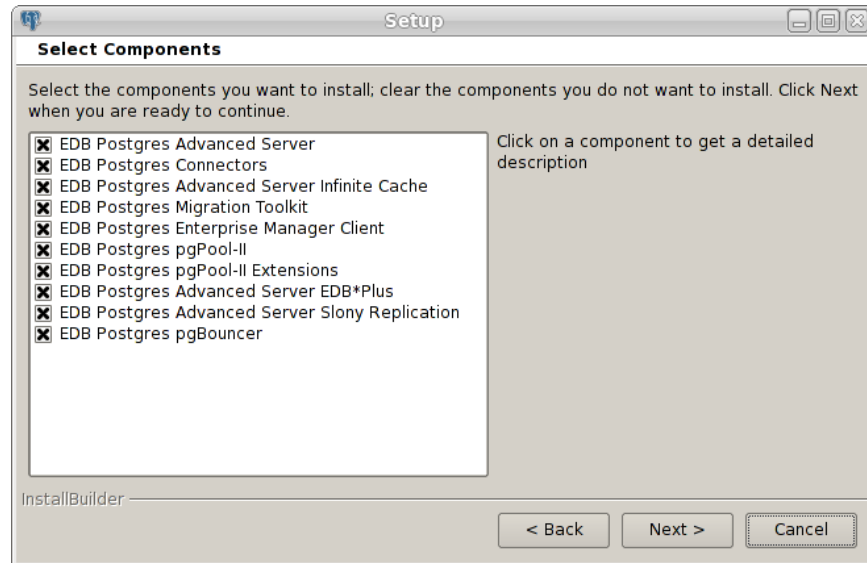 Setup
Select Components
Select the components you want to install; clear the components you do not want to install. Click Next
when you are ready to continue.
EDB Postgres Advanced Server
EDB Postgres Connectors
EDB Postgres Advanced Server Infinite Cache
EDB Postgres Migration Toolkit
EDB Postgres Enterprise Manager Client
EDB Postgres pgPool-II
EDB Postgres pgPool-II Extensions
EDB Postgres Advanced Server EDB*Plus
EDB Postgres Advanced Server Slony Replication
EDB Postgres pgBouncer
Click on a component to get a detailed
description
InstallBuilder
< Back
Next >
Cancel